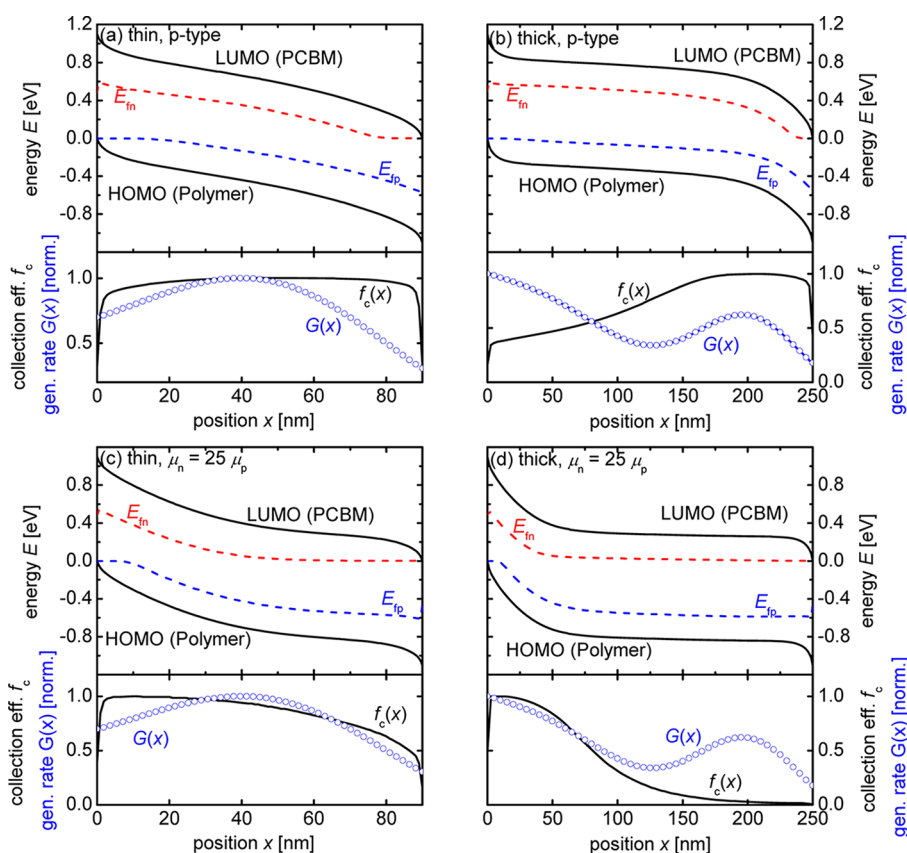 (a) thin, p-type
LUMO (PCBM)
E_fn
E_fp
HOMO (Polymer)
energy E [eV]
1.2
0.8
0.4
0.0
-0.4
-0.8
(b) thick, p-type
LUMO (PCBM)
E_fn
E_fp
HOMO (Polymer)
1.2
0.8
0.4
0.0
-0.4
-0.8
energy E [eV]
collection eff. f_c
gen. rate G(x) [norm.]
1.0
0.5
f_c(x)
G(x)
0 20 40 60 80
position x [nm]
f_c(x)
G(x)
1.0
0.8
0.6
0.4
0.2
0.0
collection eff. f_c
gen. rate G(x) [norm.]
0 50 100 150 200 250
position x [nm]
(c) thin, μ_n = 25 μ_p
LUMO (PCBM)
E_fn
E_fp
HOMO (Polymer)
energy E [eV]
0.8
0.4
0.0
-0.4
-0.8
(d) thick, μ_n = 25 μ_p
LUMO (PCBM)
E_fn
E_fp
HOMO (Polymer)
0.8
0.4
0.0
-0.4
-0.8
energy E [eV]
collection eff. f_c
gen. rate G(x) [norm.]
1.0
0.5
0.0
f_c(x)
G(x)
0 20 40 60 80
position x [nm]
G(x)
f_c(x)
1.0
0.5
0.0
collection eff. f_c
gen. rate G(x) [norm.]
0 50 100 150 200 250
position x [nm]